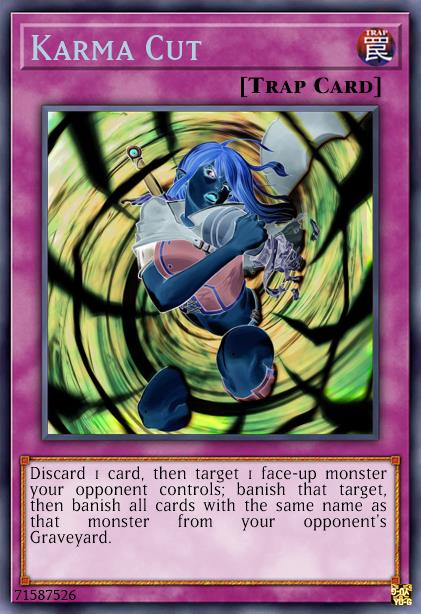 Karma Cut
TRAP
罠
[Trap Card]
Discard 1 card, then target 1 face-up monster
your opponent controls; banish that target,
then banish all cards with the same name as
that monster from your opponent's
Graveyard.
71587526